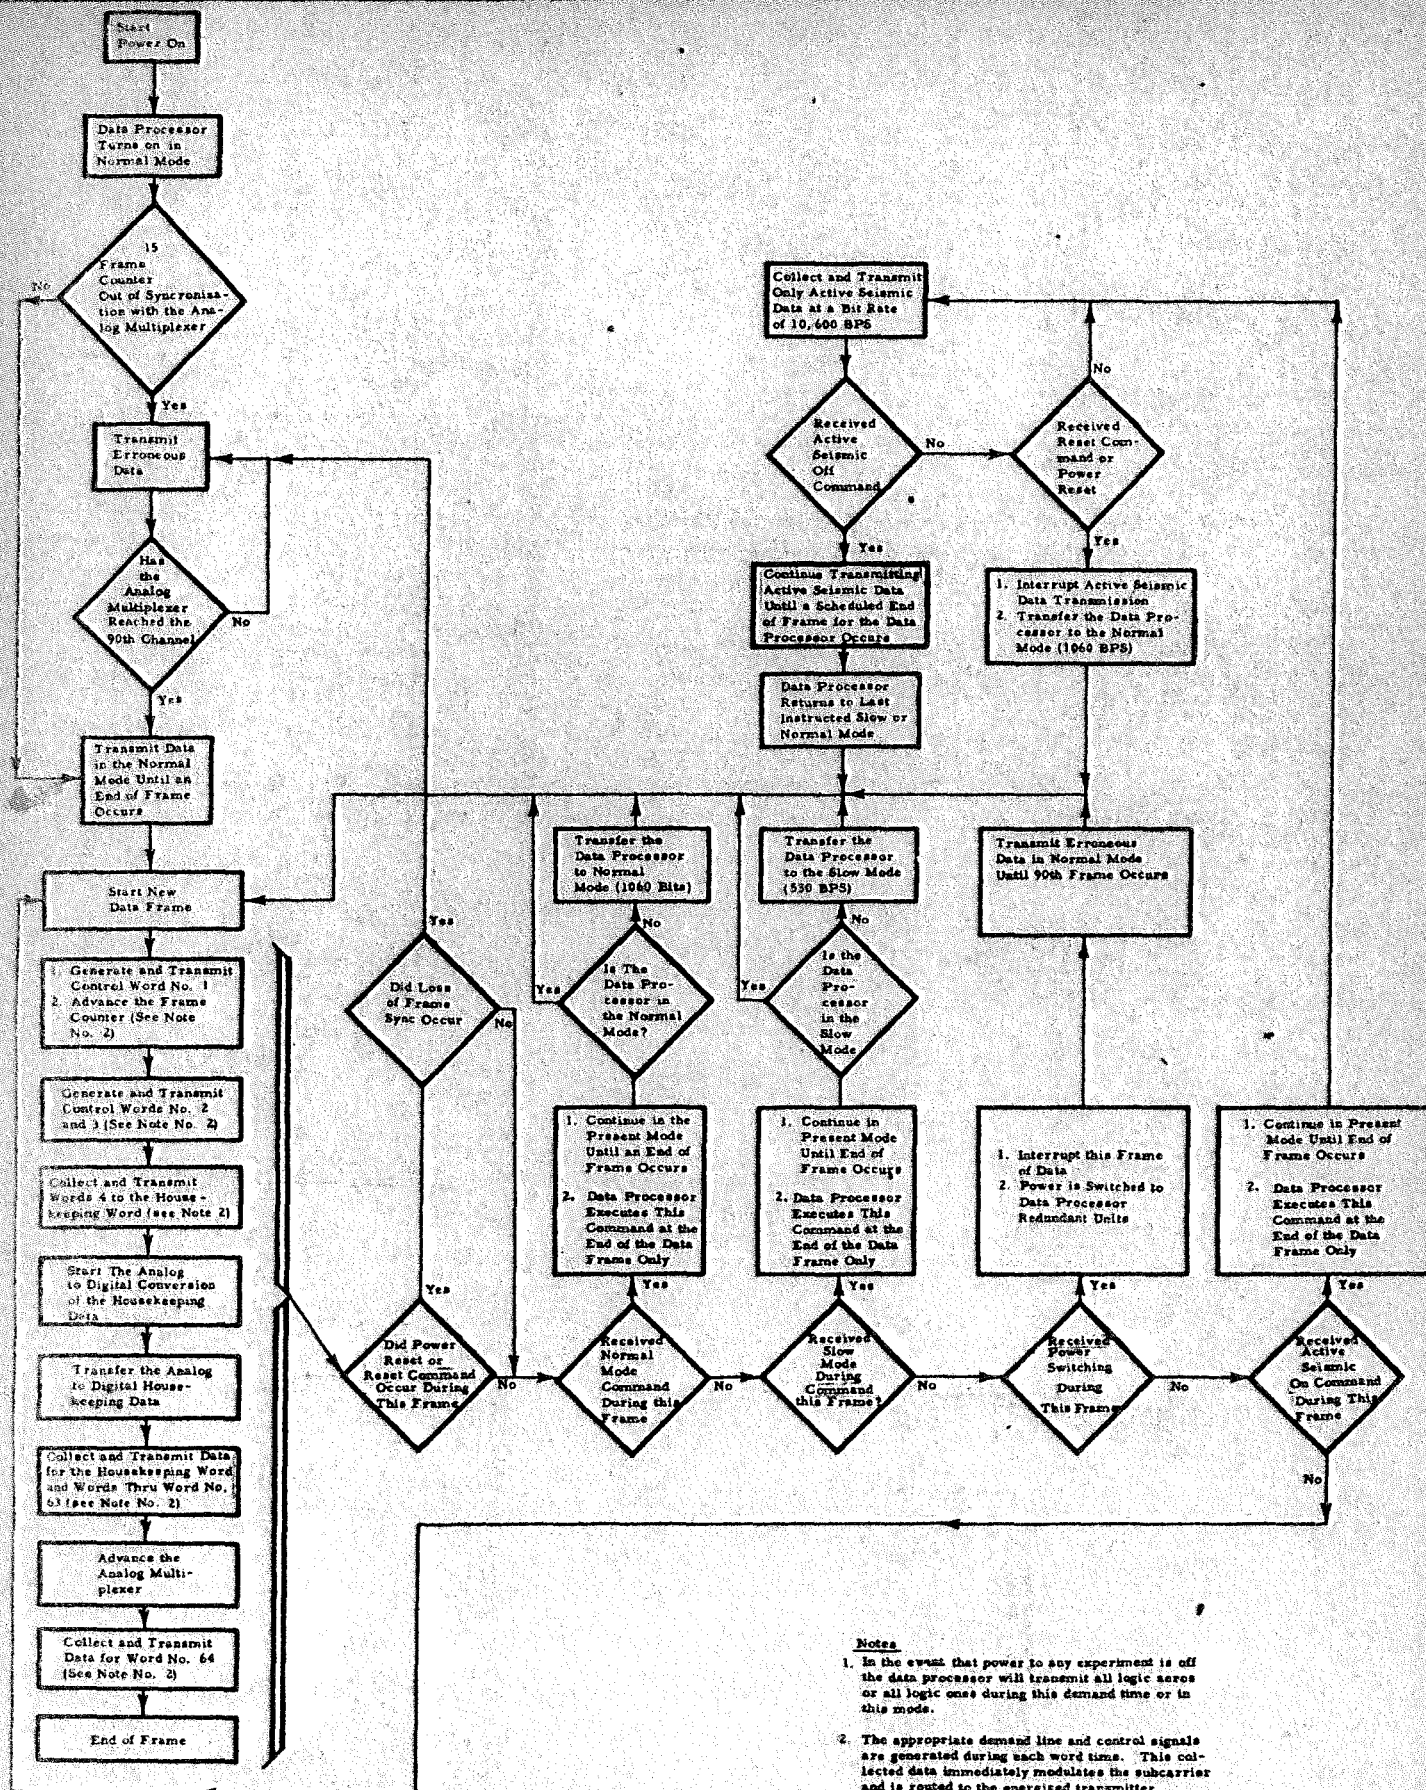 Start
Power On
Data Processor
Turns on in
Normal Mode
15
Frame
Counter
Out of Syncroniza-
tion with the Ana-
log Multiplexer
No
Yes
Transmit
Erroneous
Data
Has
the
Analog
Multiplexer
Reached the
90th Channel
No
Yes
Transmit Data
in the Normal
Mode Until an
End of Frame
Occurs
Start New
Data Frame
1. Generate and Transmit
Control Word No. 1
2. Advance the Frame
Counter (See Note
No. 2)
Generate and Transmit
Control Words No. 2
and 3 (See Note No. 2)
Collect and Transmit
Words 4 to the House-
keeping Word (see Note 2)
Start The Analog
to Digital Conversion
of the Housekeeping
Data
Transfer the Analog
to Digital House-
keeping Data
Collect and Transmit Data
for the Housekeeping Word
and Words Thru Word No.
63 (see Note No. 2)
Advance the
Analog Multi-
plexer
Collect and Transmit
Data for Word No. 64
(See Note No. 2)
End of Frame
Collect and Transmit
Only Active Seismic
Data at a Bit Rate
of 10,600 BPS
Received
Active
Seismic
Off
Command
No
Yes
Received
Reset Com-
mand or
Power
Reset
No
Yes
Continue Transmitting
Active Seismic Data
Until a Scheduled End
of Frame for the Data
Processor Occurs
1. Interrupt Active Seismic
Data Transmission
2. Transfer the Data Pro-
cessor to the Normal
Mode (1060 BPS)
Data Processor
Returns to Last
Instructed Slow or
Normal Mode
Transfer the
Data Processor
to Normal
Mode (1060 Bits)
Transfer the
Data Processor
to the Slow Mode
(530 BPS)
Transmit Erroneous
Data in Normal Mode
Until 90th Frame Occurs
Yes
Did Loss
of Frame
Sync Occur
No
No
Is The
Data Pro-
cessor in
the Normal
Mode?
Yes
No
Is the
Data
Pro-
cessor
in the
Slow
Mode
Yes
1. Continue in the
Present Mode
Until an End of
Frame Occurs
2. Data Processor
Executes This
Command at the
End of the Data
Frame Only
1. Continue in
Present Mode
Until End of
Frame Occurs
2. Data Processor
Executes This
Command at the
End of the Data
Frame Only
1. Interrupt this Frame
of Data
2. Power is Switched to
Data Processor
Redundant Units
1. Continue in Present
Mode Until End of
Frame Occurs
2. Data Processor
Executes This
Command at the
End of the Data
Frame Only
Yes
Did Power
Reset or
Reset Command
Occur During
This Frame
No
Yes
Received
Normal
Mode
Command
During this
Frame
No
Yes
Received
Slow
Mode
During
Command
this Frame?
No
Yes
Received
Power
Switching
During
This Frame
No
Yes
Received
Active
Seismic
On Command
During This
Frame
No
Notes
1. In the event that power to any experiment is off
the data processor will transmit all logic zeros
or all logic ones during this demand time or in
this mode.
2. The appropriate demand line and control signals
are generated during each word time. This col-
lected data immediately modulates the subcarrier
and is routed to the energized transmitter